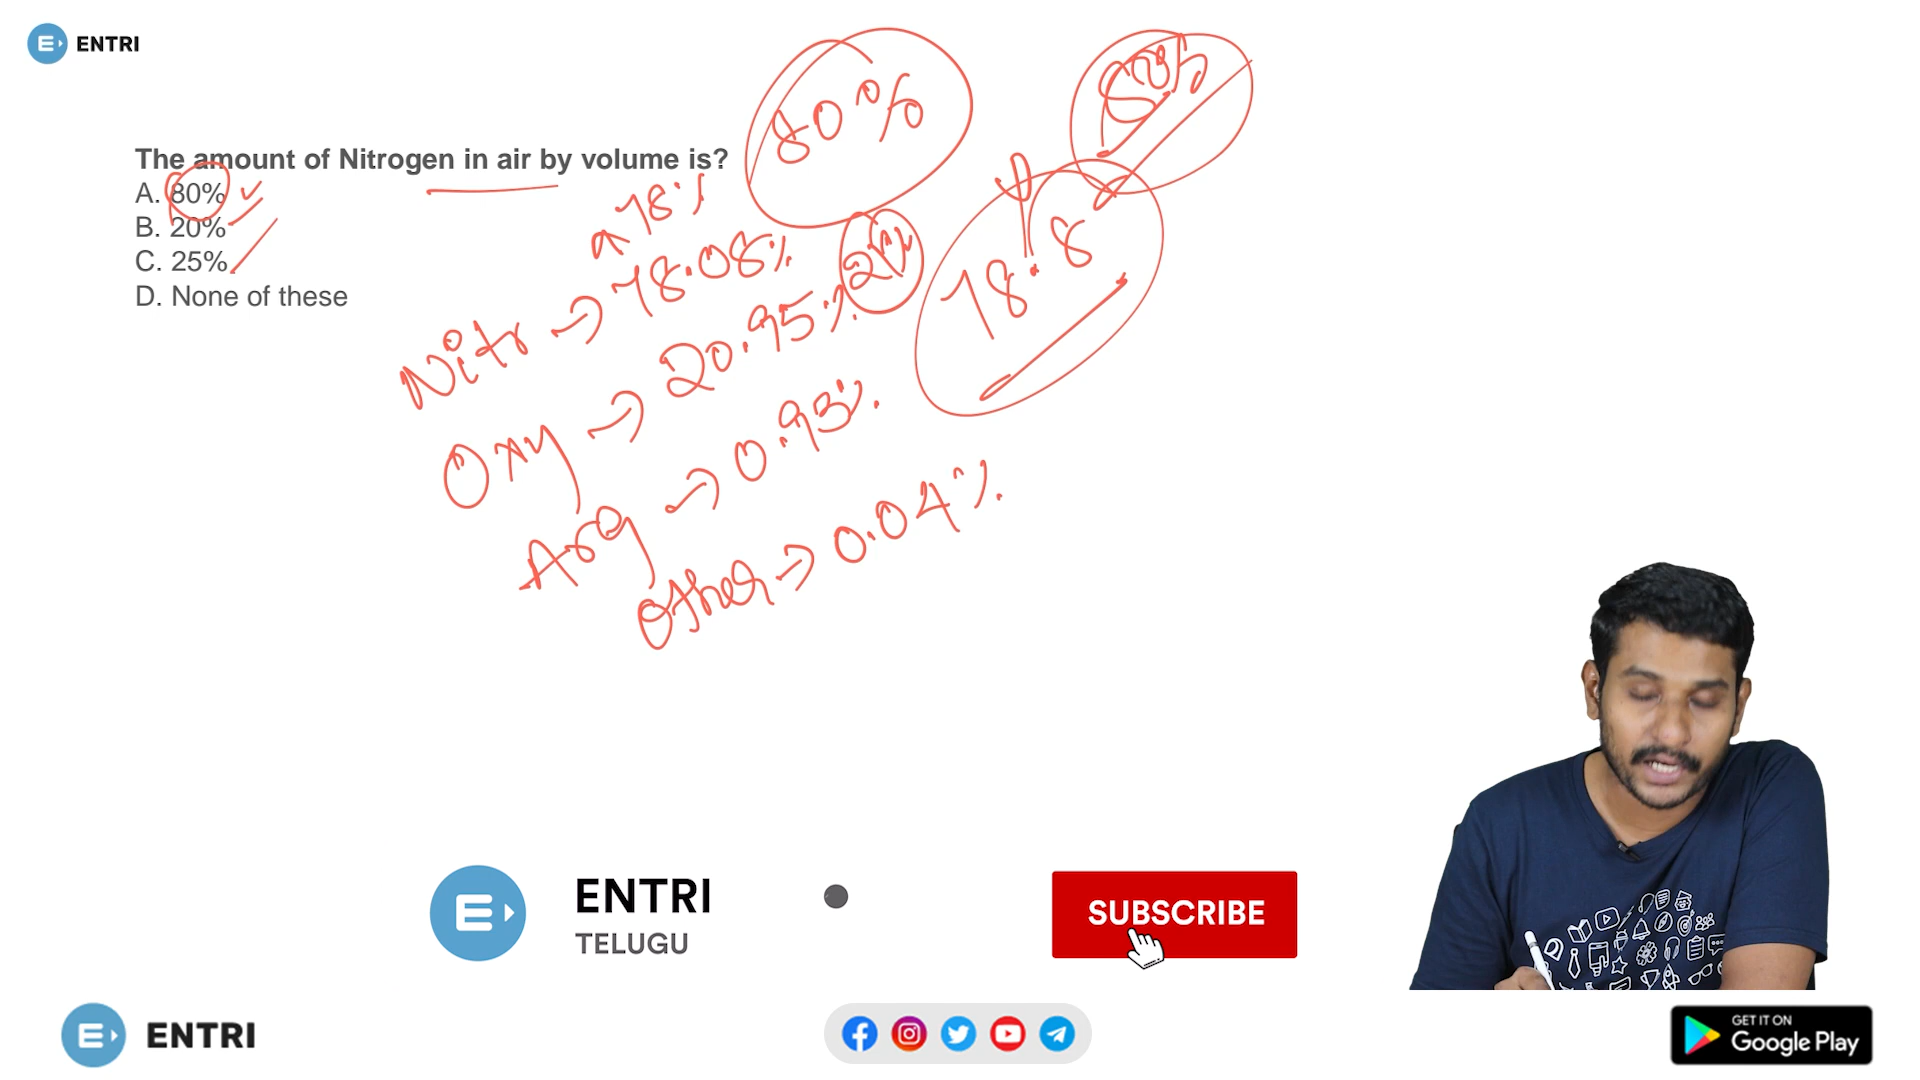 ENTRI
The amount of Nitrogen in air by volume is?
A. 80%
B. 20%
C. 25%
D. None of these
80%
78%
78.8
Nitr → 78.08%
Oxy → 20.95%
Arg → 0.93%
Other → 0.04%
ENTRI
TELUGU
SUBSCRIBE
ENTRI
GET IT ON
Google Play